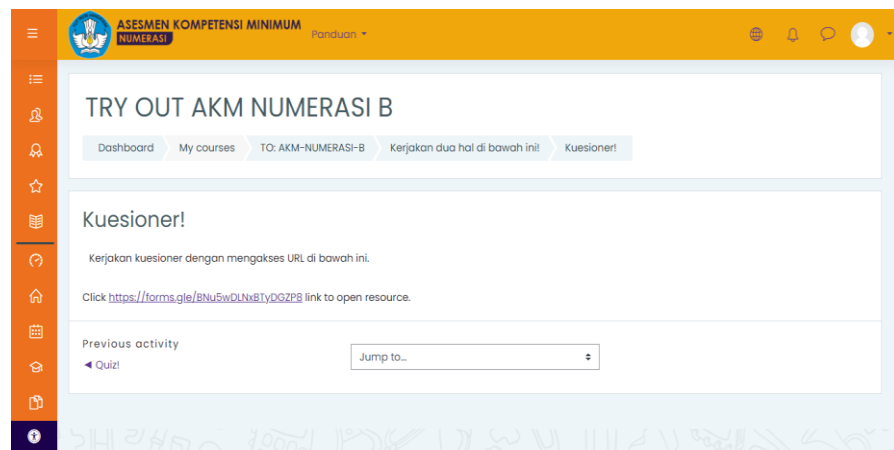 ASESMEN KOMPETENSI MINIMUM
NUMERASI
Panduan
TRY OUT AKM NUMERASI B
Dashboard My courses TO: AKM-NUMERASI-B Kerjakan dua hal di bawah ini! Kuesioner!
Kuesioner!
Kerjakan kuesioner dengan mengakses URL di bawah ini.
Click https://forms.gle/BNu5wDLNxBTyDGZP8 link to open resource.
Previous activity
◄ Quiz!
Jump to...